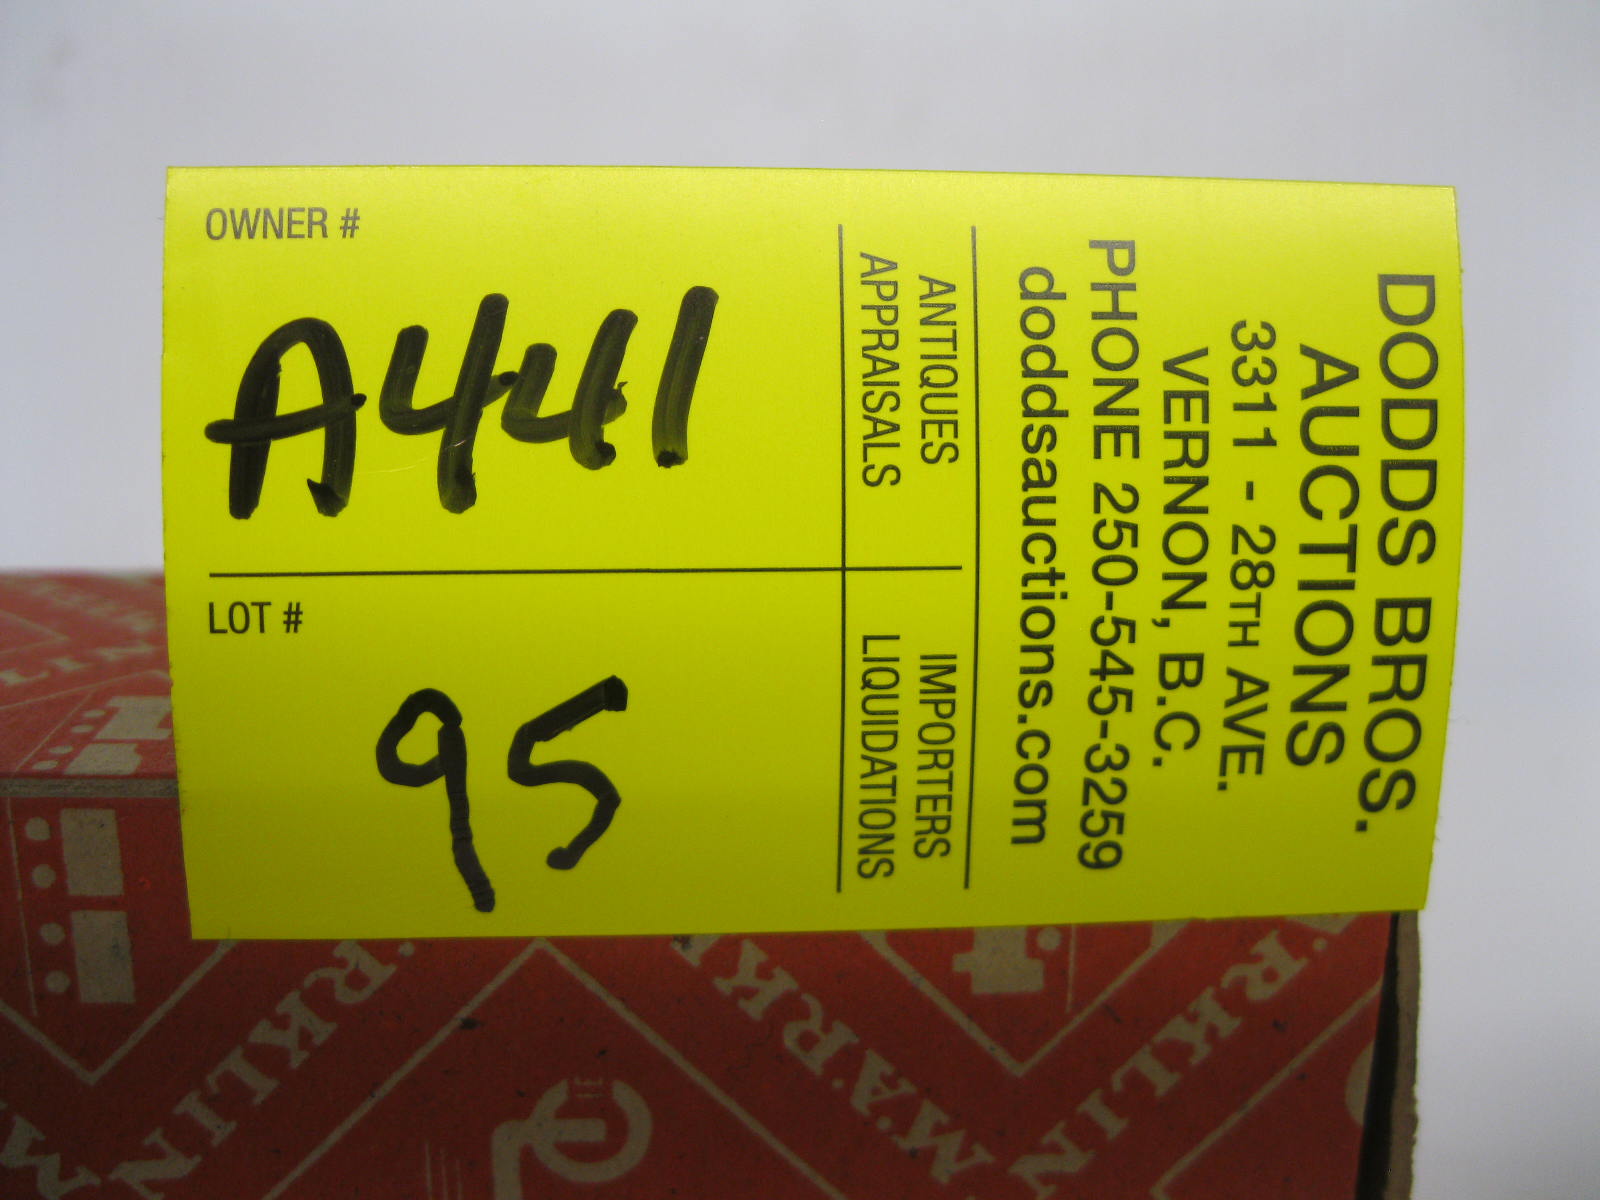 OWNER #
A441
LOT #
95
ANTIQUES IMPORTERS
APPRAISALS LIQUIDATIONS
DODDS BROS.
AUCTIONS
3311 - 28TH AVE.
VERNON, B.C.
PHONE 250-545-3259
doddsauctions.com
MÄRKLIN